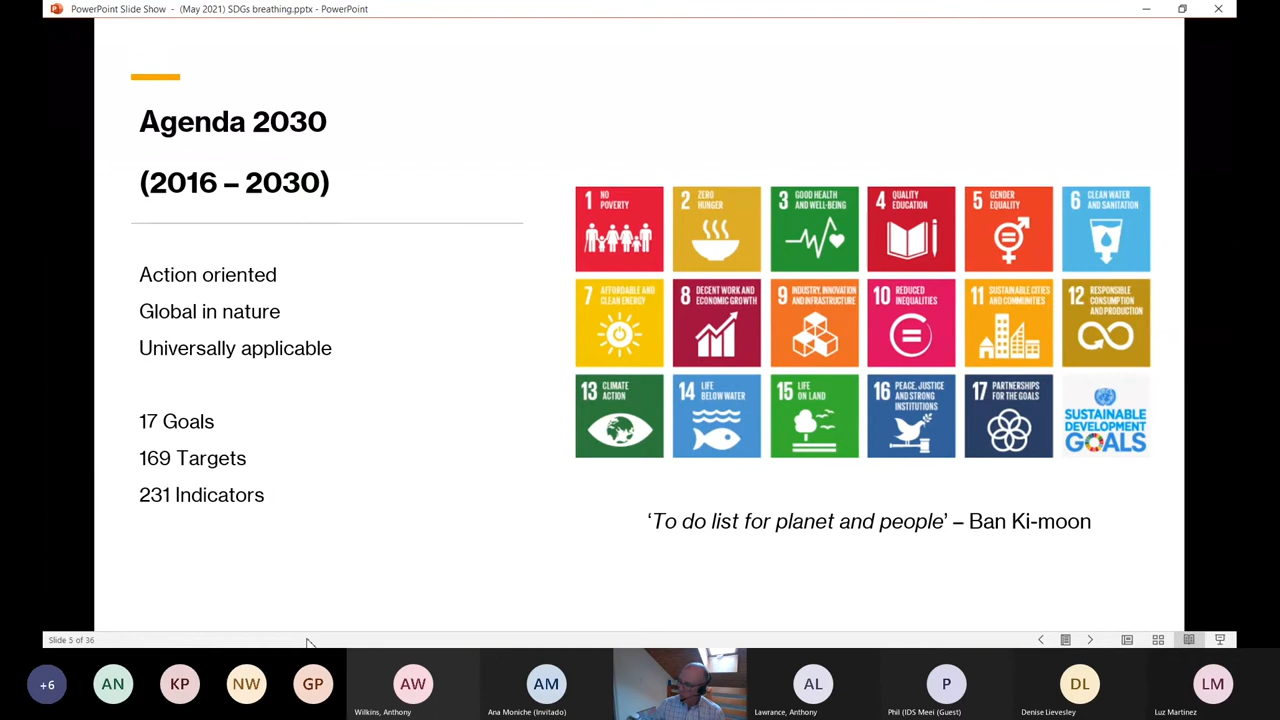 PowerPoint Slide Show - (May 2021) SDGs breathing.pptx - PowerPoint
Agenda 2030
(2016 – 2030)
Action oriented
Global in nature
Universally applicable
17 Goals
169 Targets
231 Indicators
1 NO
POVERTY
2 ZERO
HUNGER
3 GOOD HEALTH
AND WELL-BEING
4 QUALITY
EDUCATION
5 GENDER
EQUALITY
6 CLEAN WATER
AND SANITATION
7 AFFORDABLE AND
CLEAN ENERGY
8 DECENT WORK AND
ECONOMIC GROWTH
9 INDUSTRY, INNOVATION
AND INFRASTRUCTURE
10 REDUCED
INEQUALITIES
11 SUSTAINABLE CITIES
AND COMMUNITIES
12 RESPONSIBLE
CONSUMPTION
AND PRODUCTION
13 CLIMATE
ACTION
14 LIFE
BELOW WATER
15 LIFE
ON LAND
16 PEACE, JUSTICE
AND STRONG
INSTITUTIONS
17 PARTNERSHIPS
FOR THE GOALS
SUSTAINABLE
DEVELOPMENT
GOALS
‘To do list for planet and people’ – Ban Ki-moon
Slide 5 of 36
+6
AN
KP
NW
GP
AW
Wilkins, Anthony
AM
Ana Moniche (Invitado)
AL
Lawrance, Anthony
P
Phil (IDS Meei (Guest)
DL
Denise Lievesley
LM
Luz Martinez